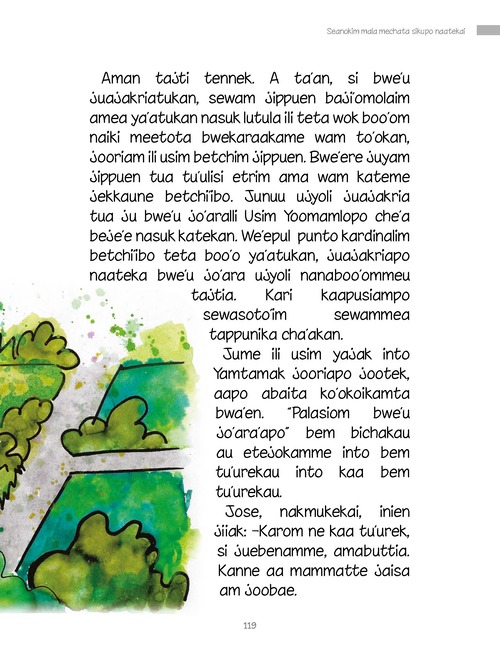 Seanokim mala mechata sikupo naatekai
Aman tajti tennek. A ta'an, si bwe'u
juajakriatukan, sewam jippuen baji'omolaim
amea ya'atukan nasuk lutula ili teta wok boo'om
naiki meetota bwekaraakame wam to'okan,
jooriam ili usim betchim jippuen. Bwe'ere juyam
jippuen tua tu'ulisi etrim ama wam kateme
jekkaune betchi'ibo. Junuu ujyoli juajakria
tua ju bwe'u jo'aralli Usim Yoomamlopo che'a
beje'e nasuk katekan. We'epul punto kardinalim
betchi'ibo teta boo'o ya'atukan, juajakriapo
naateka bwe'u jo'ara ujyoli nanaboo'ommeu
tajtia. Kari kaapusiampo
sewasoto'im sewammea
tappunika cha'akan.
Jume ili usim yajak into
Yamtamak jooriapo jootek,
aapo abaita ko'okoikamta
bwa'en. "Palasiom bwe'u
jo'ara'apo" bem bichakau
au etejokamme into bem
tu'urekau into kaa bem
tu'urekau.
Jose, nakmukekai, inien
jiiak: –Karom ne kaa tu'urek,
si juebenamme, amabuttia.
Kanne aa mammatte jaisa
am joobae.
119